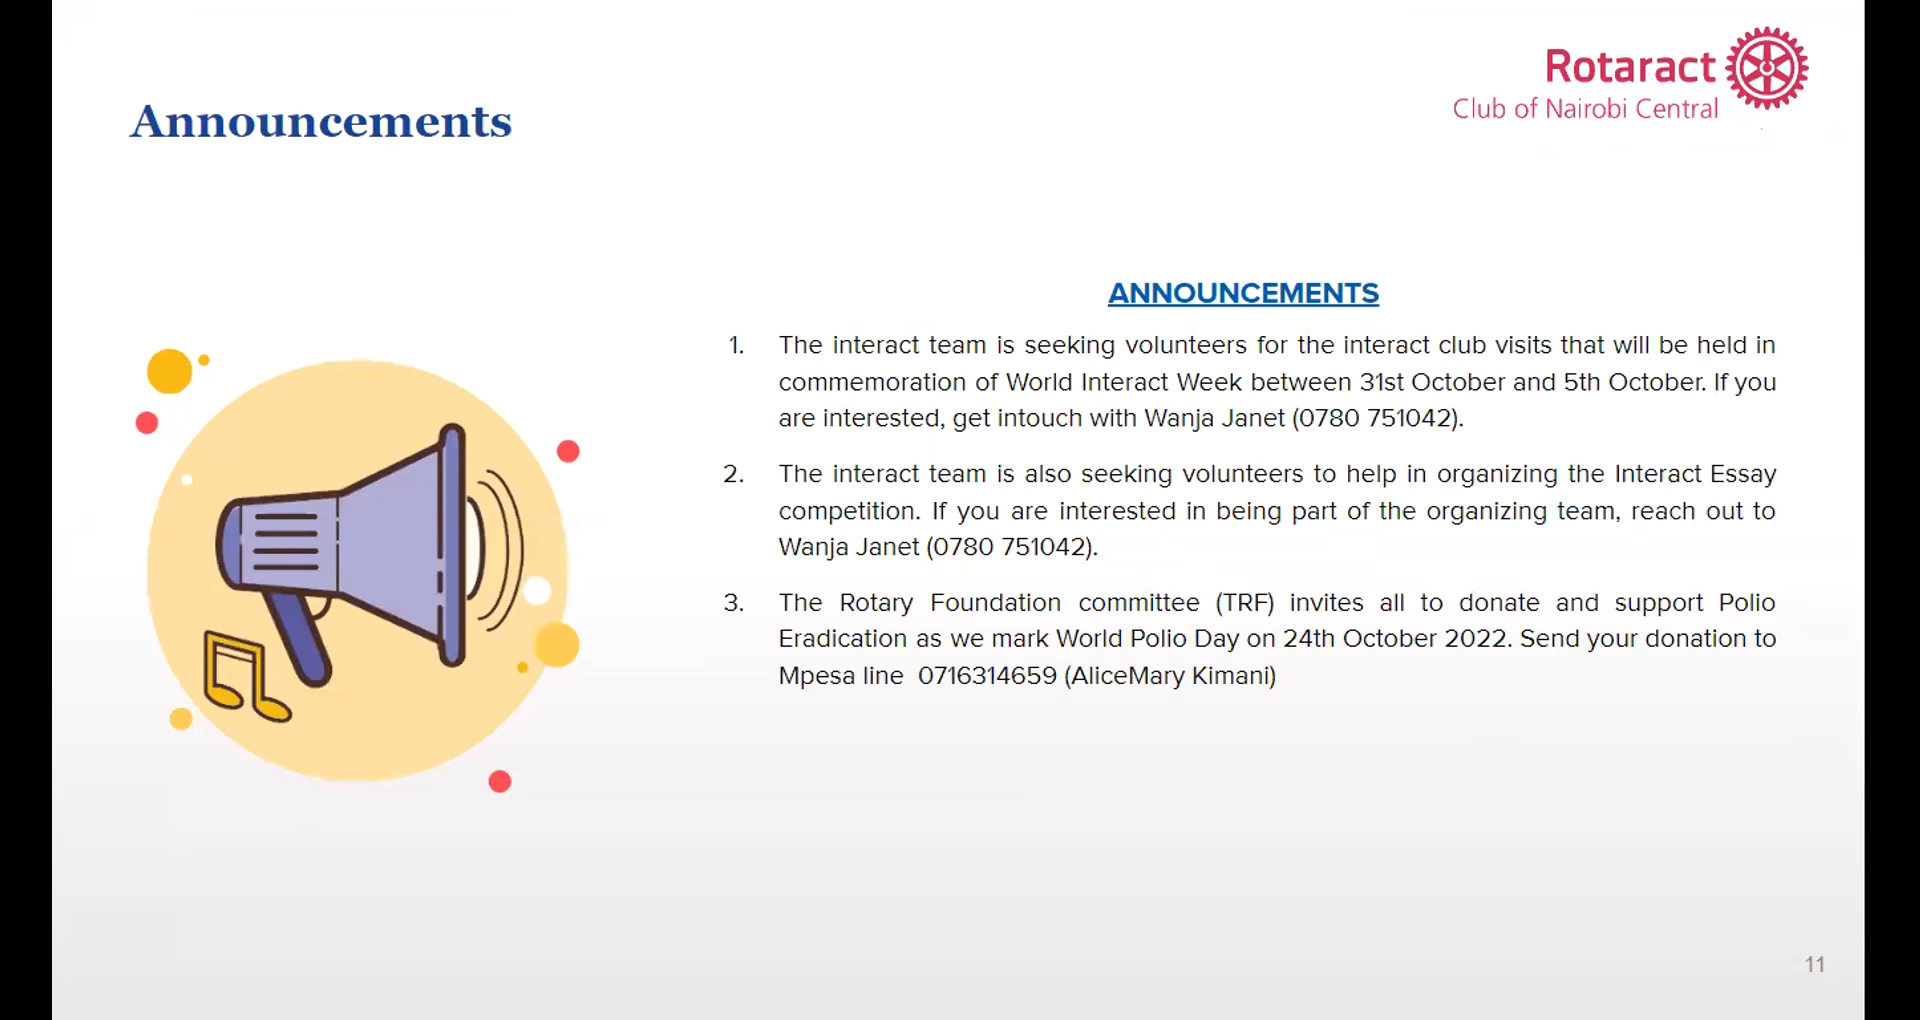 Rotaract
Club of Nairobi Central
Announcements
ANNOUNCEMENTS
1. The interact team is seeking volunteers for the interact club visits that will be held in
commemoration of World Interact Week between 31st October and 5th October. If you
are interested, get intouch with Wanja Janet (0780 751042).
2. The interact team is also seeking volunteers to help in organizing the Interact Essay
competition. If you are interested in being part of the organizing team, reach out to
Wanja Janet (0780 751042).
3. The Rotary Foundation committee (TRF) invites all to donate and support Polio
Eradication as we mark World Polio Day on 24th October 2022. Send your donation to
Mpesa line 0716314659 (AliceMary Kimani)
11